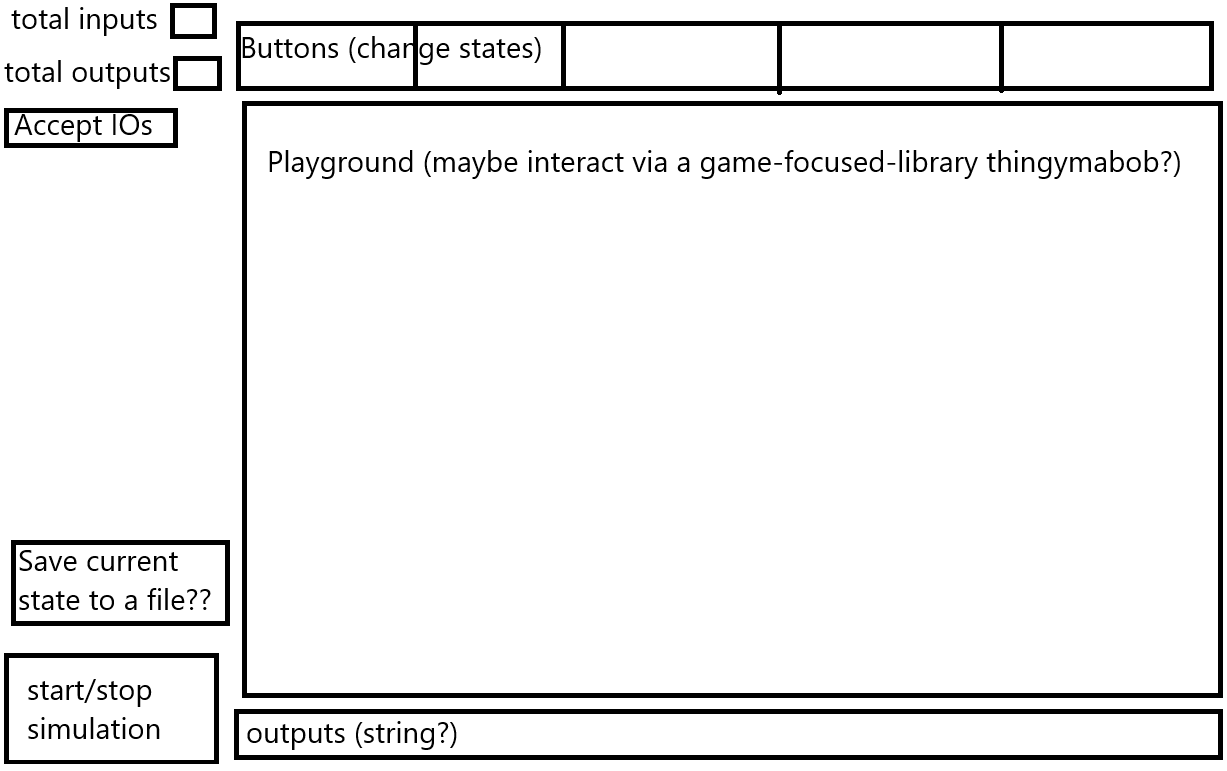 total inputs
total outputs
Buttons (change states)
Accept IOs
Playground (maybe interact via a game-focused-library thingymabob?)
Save current
state to a file??
start/stop
simulation
outputs (string?)